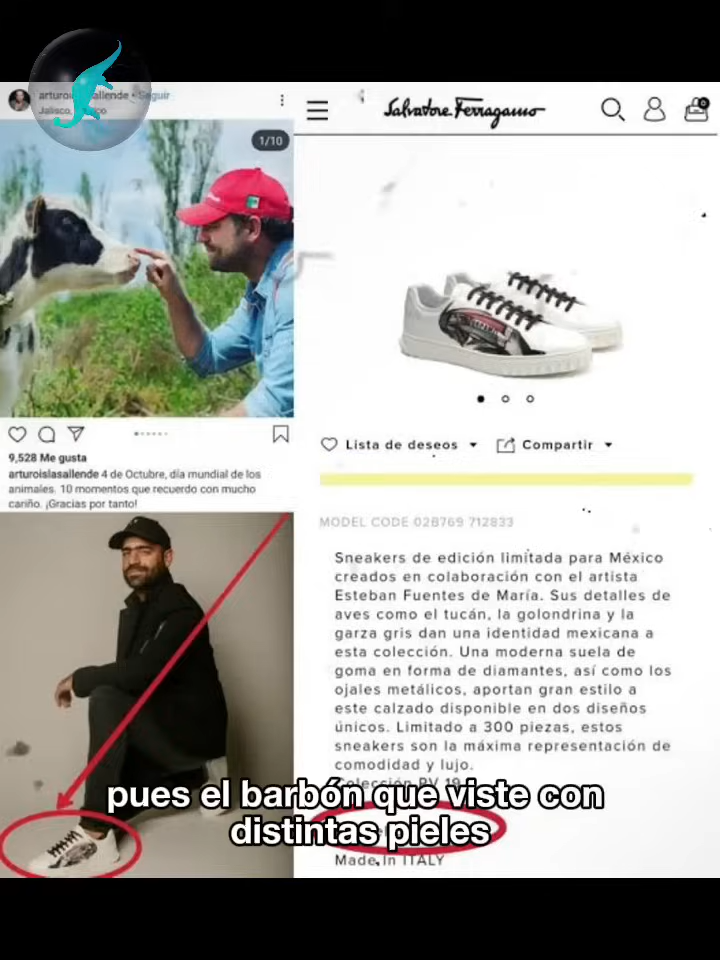 Seguir
Jalisco,
1/10
9,528 Me gusta
arturoislasallende 4 de Octubre, día mundial de los
animales. 10 momentos que recuerdo con mucho
cariño. ¡Gracias por tanto!
Salvatore Ferragamo
0
Lista de deseos
Compartir
MODEL CODE 02B769 712833
Sneakers de edición limitada para México
creados en colaboración con el artista
Esteban Fuentes de María. Sus detalles de
aves como el tucán, la golondrina y la
garza gris dan una identidad mexicana a
esta colección. Una moderna suela de
goma en forma de diamantes, así como los
ojales metálicos, aportan gran estilo a
este calzado disponible en dos diseños
únicos. Limitado a 300 piezas, estos
sneakers son la máxima representación de
comodidad y lujo.
Colección PV 19
Made In ITALY
pues el barbón que viste con
distintas pieles